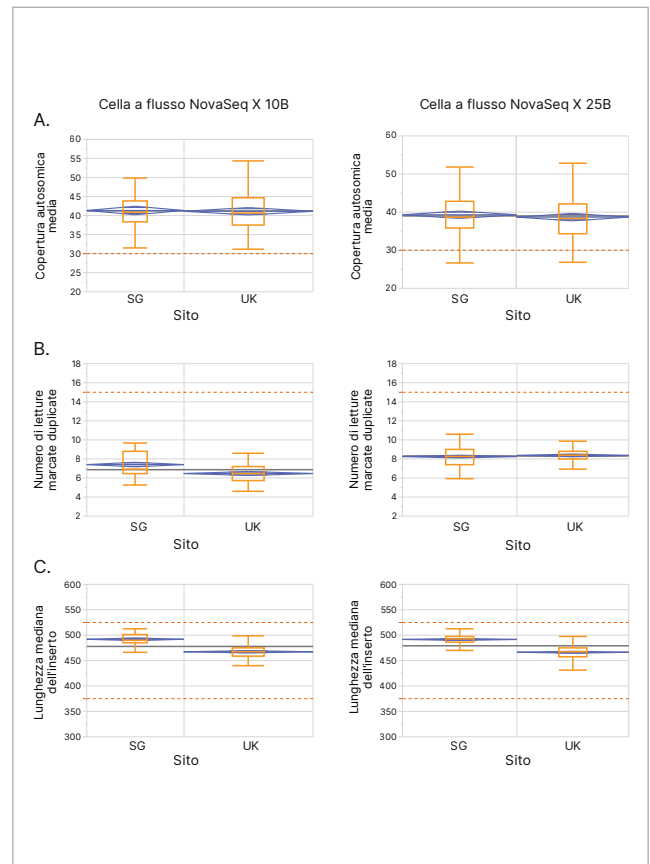 Cella a flusso NovaSeq X 10B
Cella a flusso NovaSeq X 25B
A.
Copertura autosomica
media
60
55
50
45
40
35
30
25
20
SG
UK
Sito
Copertura autosomica
media
60
50
40
30
20
SG
UK
Sito
B.
Numero di letture
marcate duplicate
18
16
14
12
10
8
6
4
2
SG
UK
Sito
Numero di letture
marcate duplicate
18
16
14
12
10
8
6
4
2
SG
UK
Sito
C.
Lunghezza mediana
dell'inserto
600
550
500
450
400
350
300
SG
UK
Sito
Lunghezza mediana
dell'inserto
600
550
500
450
400
350
300
SG
UK
Sito